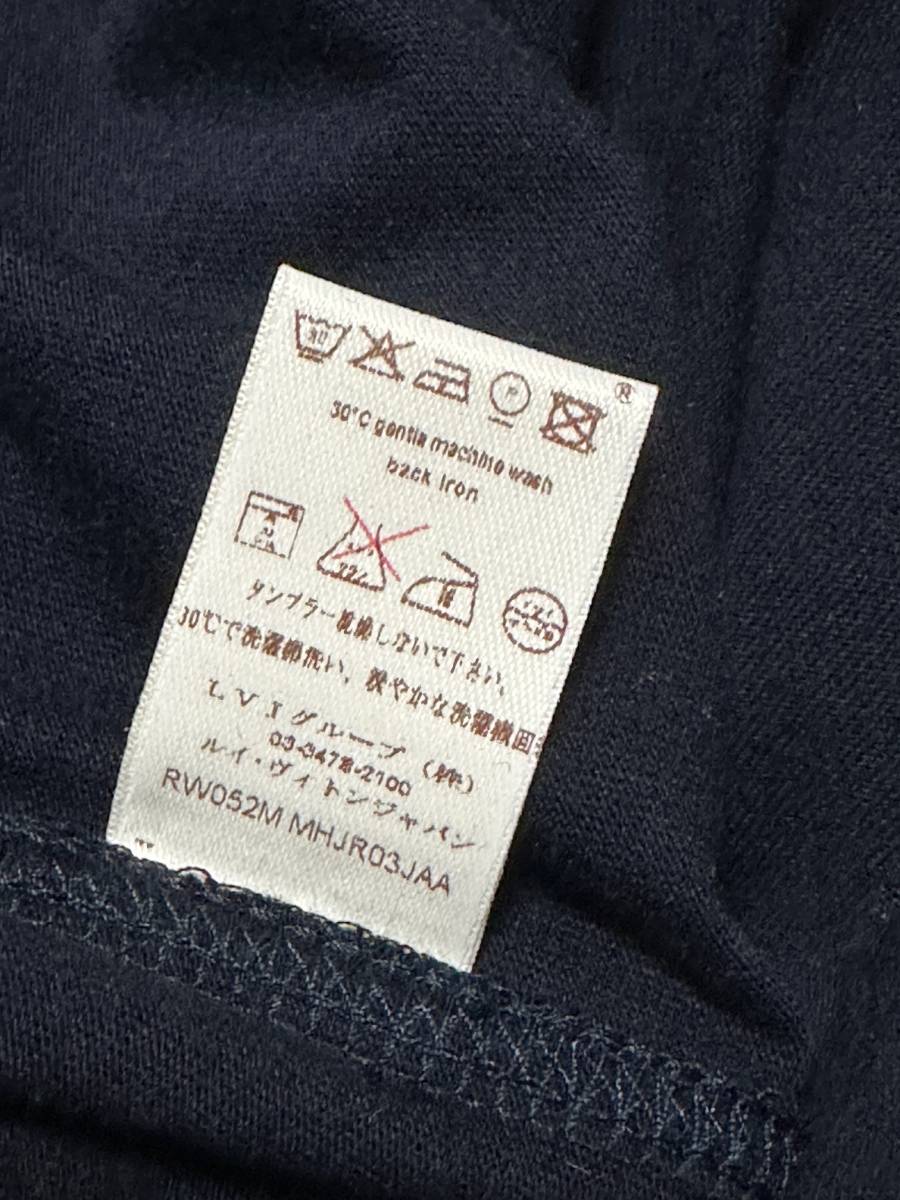 30
P
®
30°C gentle machine wash
back iron
タンブラー乾燥しないで下さい、
30℃で洗濯 洗い、緩やかな洗濯機回
LVJグループ (株)
03-3478-2100
ルイ・ヴィトンジャパン
RW052M MHJR03JAA